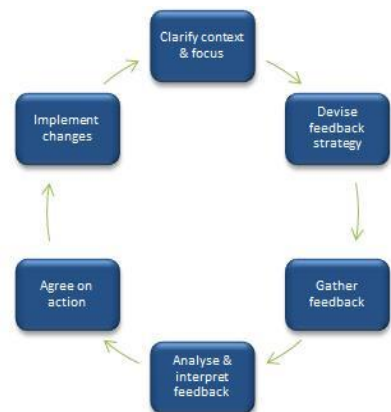 Clarify context
& focus
Devise
feedback
strategy
Gather
feedback
Analyse &
interpret
feedback
Agree on
action
Implement
changes